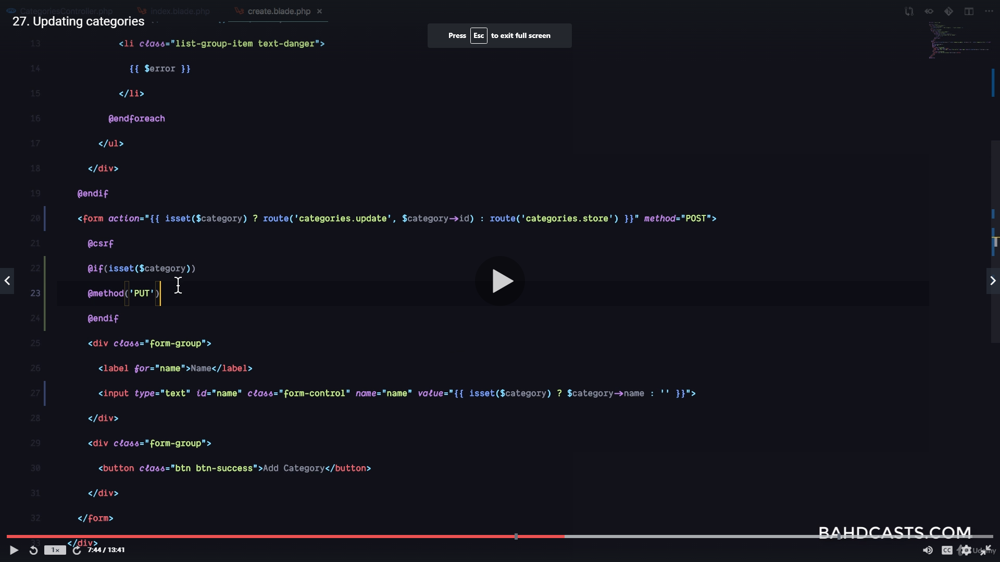 CategoriesController.php index.blade.php create.blade.php ×
27. Updating categories
Press Esc to exit full screen
13 <li class="list-group-item text-danger">
14 {{ $error }}
15 </li>
16 @endforeach
17 </ul>
18 </div>
19 @endif
20 <form action="{{ isset($category) ? route('categories.update', $category->id) : route('categories.store') }}" method="POST">
21 @csrf
22 @if(isset($category))
23 @method('PUT')
24 @endif
25 <div class="form-group">
26 <label for="name">Name</label>
27 <input type="text" id="name" class="form-control" name="name" value="{{ isset($category) ? $category->name : '' }}">
28 </div>
29 <div class="form-group">
30 <button class="btn btn-success">Add Category</button>
31 </div>
32 </form>
BAHDCASTS.COM
33 </div>
1× 7:44 / 13:41 CC Udemy